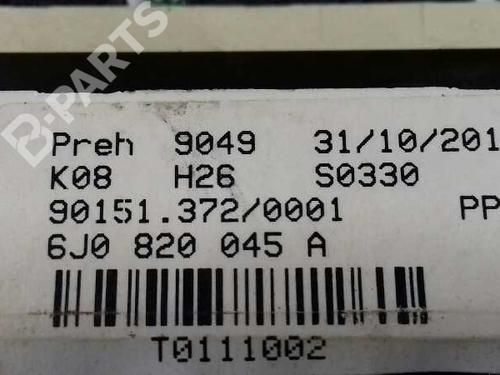 B-PARTS
Preh 9049 31/10/201
K08 H26 S0330
90151.372/0001 PP
6J0 820 045 A
T0111002